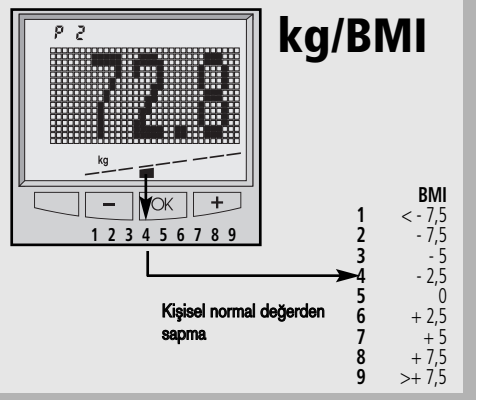 kg/BMI
P 2
72.8
kg
- OK +
1 2 3 4 5 6 7 8 9
BMI
1 < - 7,5
2 - 7,5
3 - 5
4 - 2,5
5 0
6 + 2,5
7 + 5
8 + 7,5
9 >+ 7,5
Kişisel normal değerden
sapma